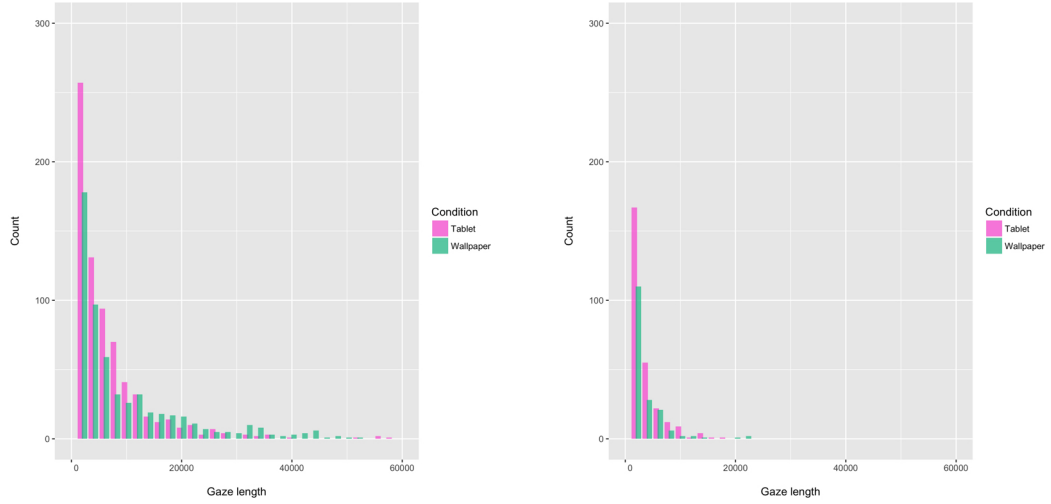 300
200
100
0
Count
0
20000
40000
60000
Gaze length
Condition
Tablet
Wallpaper
300
200
100
0
Count
0
20000
40000
60000
Gaze length
Condition
Tablet
Wallpaper